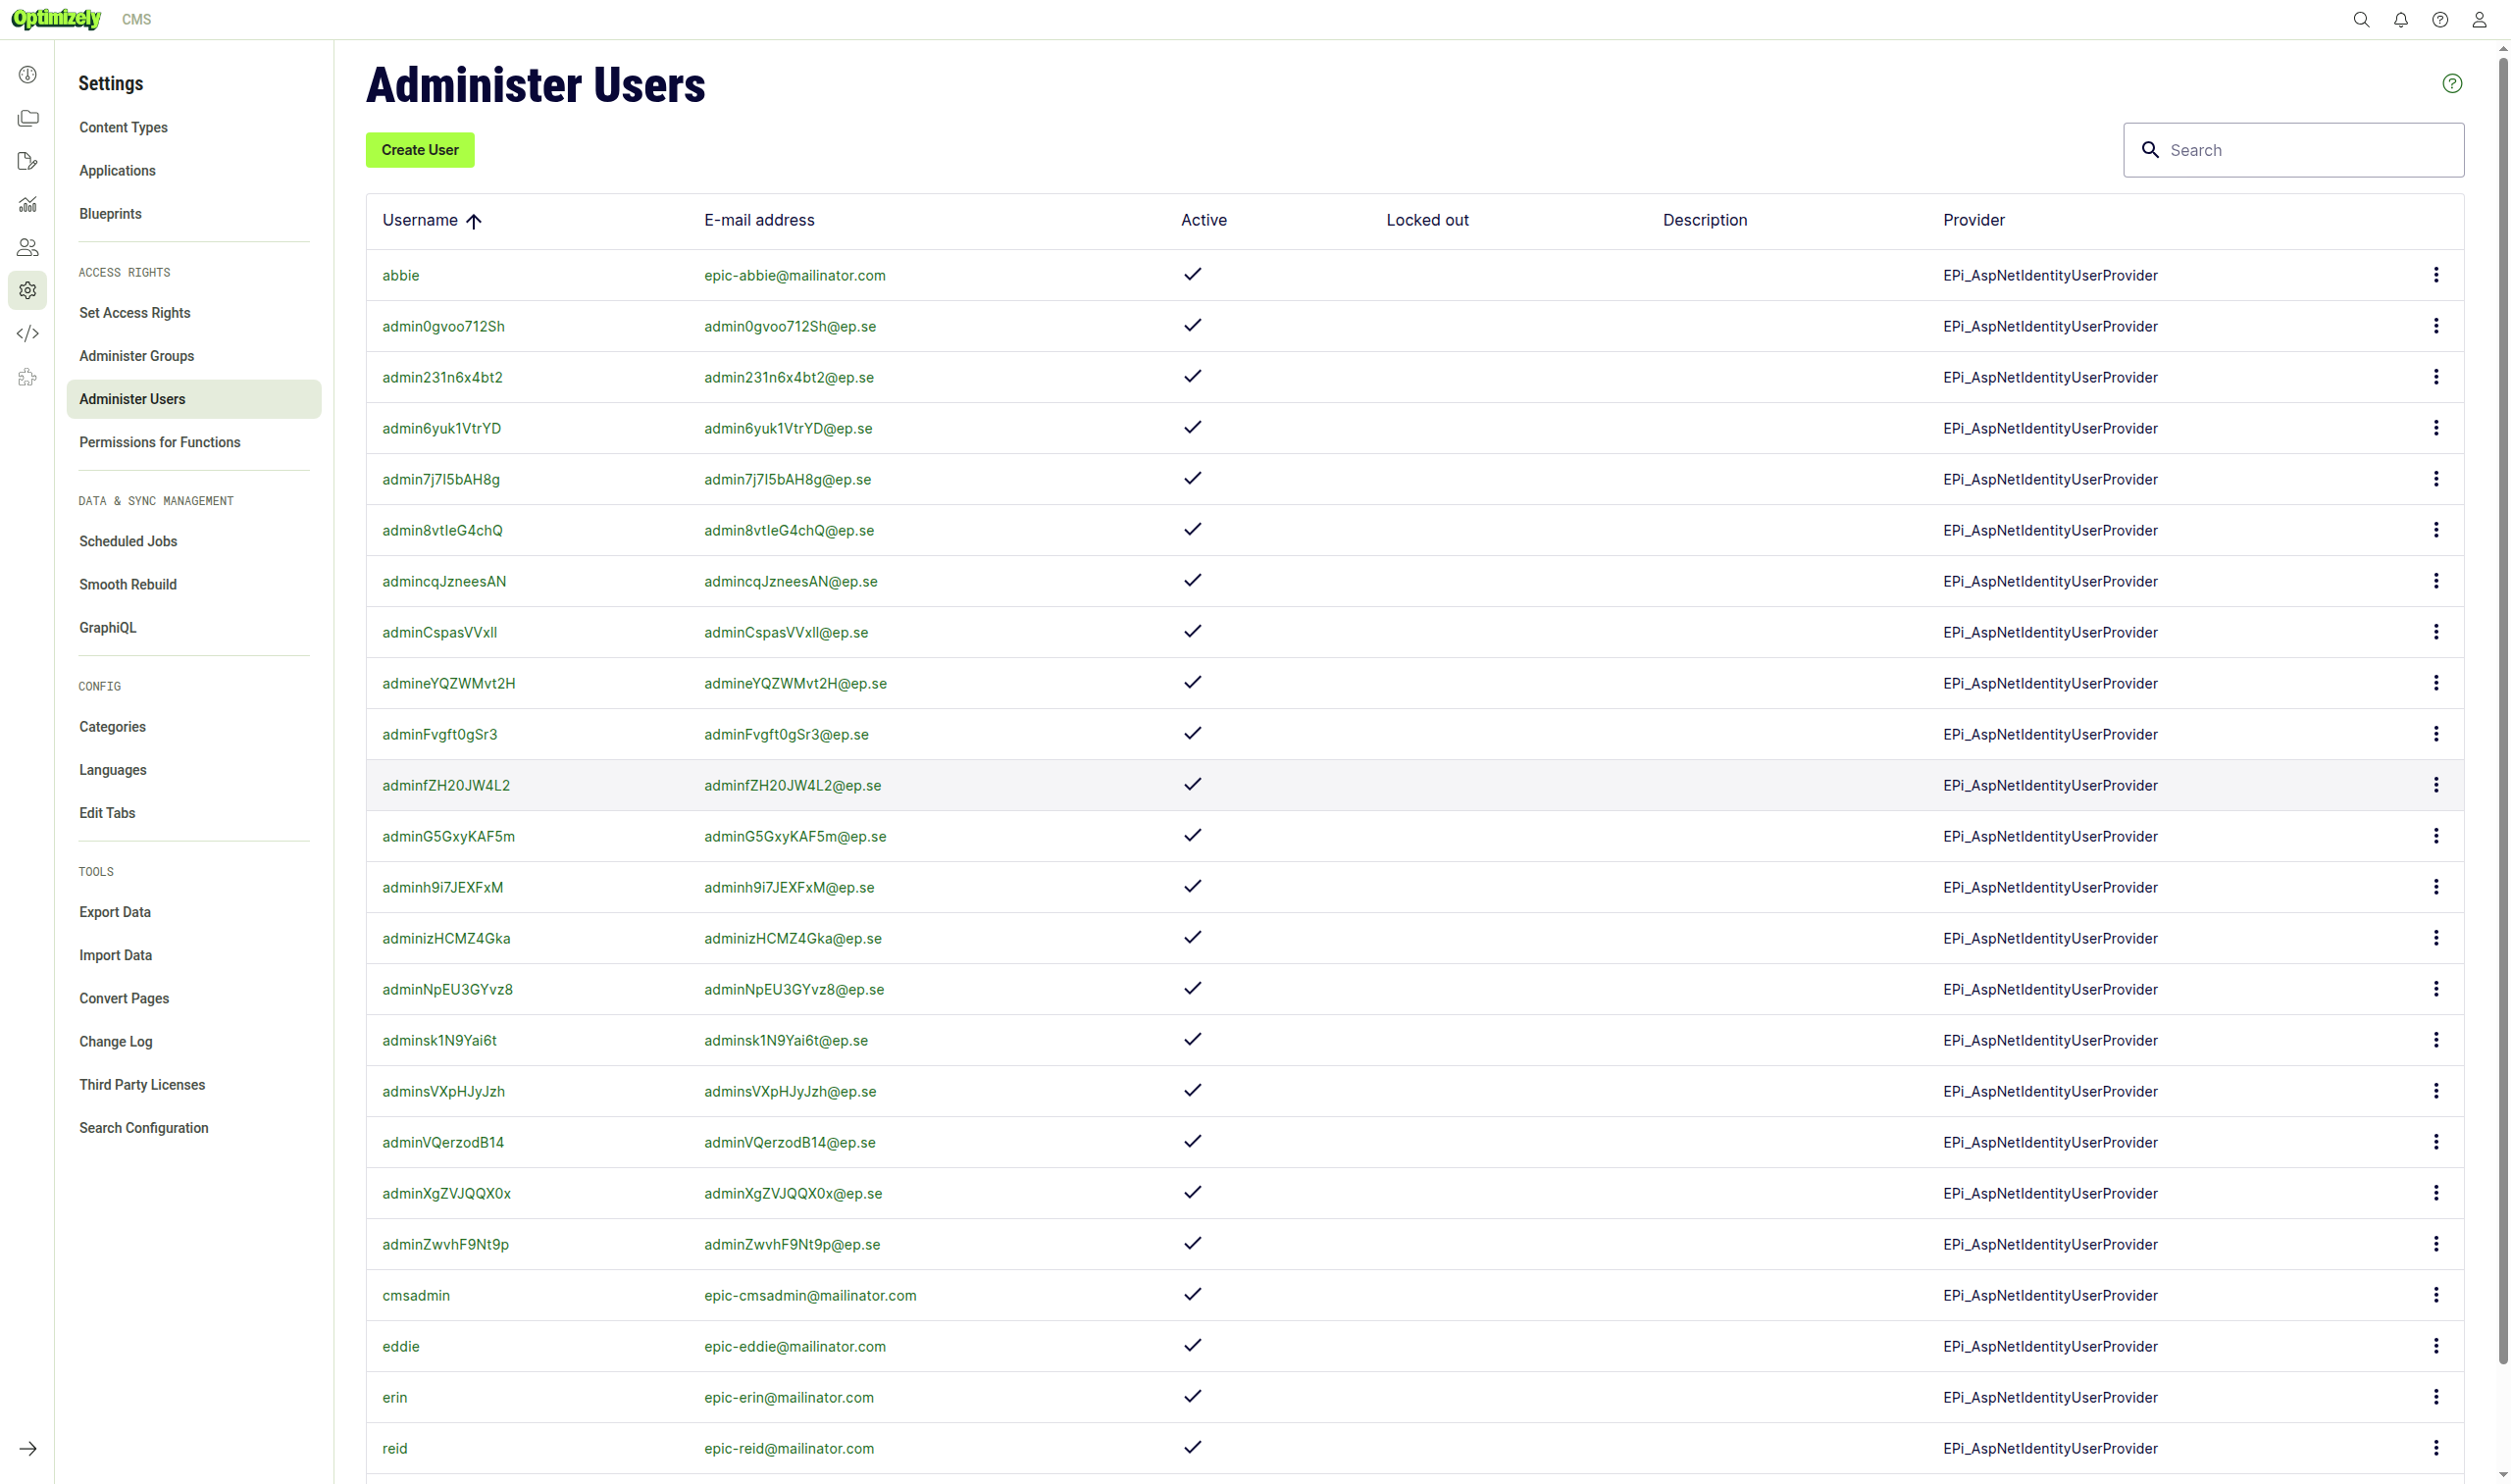 Optimizely CMS
Settings
Content Types
Applications
Blueprints
ACCESS RIGHTS
Set Access Rights
Administer Groups
Administer Users
Permissions for Functions
DATA & SYNC MANAGEMENT
Scheduled Jobs
Smooth Rebuild
GraphiQL
CONFIG
Categories
Languages
Edit Tabs
TOOLS
Export Data
Import Data
Convert Pages
Change Log
Third Party Licenses
Search Configuration
Administer Users
Create User
Search
Username E-mail address Active Locked out Description Provider
abbie epic-abbie@mailinator.com EPi_AspNetIdentityUserProvider
admin0gvoo712Sh admin0gvoo712Sh@ep.se EPi_AspNetIdentityUserProvider
admin231n6x4bt2 admin231n6x4bt2@ep.se EPi_AspNetIdentityUserProvider
admin6yuk1VtrYD admin6yuk1VtrYD@ep.se EPi_AspNetIdentityUserProvider
admin7j7I5bAH8g admin7j7I5bAH8g@ep.se EPi_AspNetIdentityUserProvider
admin8vtIeG4chQ admin8vtIeG4chQ@ep.se EPi_AspNetIdentityUserProvider
admincqJzneesAN admincqJzneesAN@ep.se EPi_AspNetIdentityUserProvider
adminCspasVVxII adminCspasVVxII@ep.se EPi_AspNetIdentityUserProvider
admineYQZWMvt2H admineYQZWMvt2H@ep.se EPi_AspNetIdentityUserProvider
adminFvgft0gSr3 adminFvgft0gSr3@ep.se EPi_AspNetIdentityUserProvider
adminfZH20JW4L2 adminfZH20JW4L2@ep.se EPi_AspNetIdentityUserProvider
adminG5GxyKAF5m adminG5GxyKAF5m@ep.se EPi_AspNetIdentityUserProvider
adminh9i7JEXFxM adminh9i7JEXFxM@ep.se EPi_AspNetIdentityUserProvider
adminizHCMZ4Gka adminizHCMZ4Gka@ep.se EPi_AspNetIdentityUserProvider
adminNpEU3GYvz8 adminNpEU3GYvz8@ep.se EPi_AspNetIdentityUserProvider
adminsk1N9Yai6t adminsk1N9Yai6t@ep.se EPi_AspNetIdentityUserProvider
adminsVXpHJyJzh adminsVXpHJyJzh@ep.se EPi_AspNetIdentityUserProvider
adminVQerzodB14 adminVQerzodB14@ep.se EPi_AspNetIdentityUserProvider
adminXgZVJQQX0x adminXgZVJQQX0x@ep.se EPi_AspNetIdentityUserProvider
adminZwvhF9Nt9p adminZwvhF9Nt9p@ep.se EPi_AspNetIdentityUserProvider
cmsadmin epic-cmsadmin@mailinator.com EPi_AspNetIdentityUserProvider
eddie epic-eddie@mailinator.com EPi_AspNetIdentityUserProvider
erin epic-erin@mailinator.com EPi_AspNetIdentityUserProvider
reid epic-reid@mailinator.com EPi_AspNetIdentityUserProvider